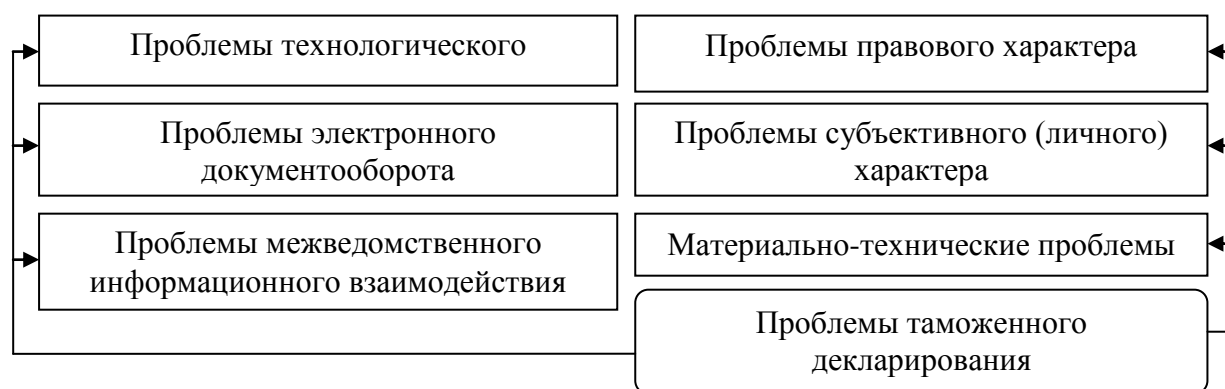 Проблемы технологического
Проблемы электронного
документооборота
Проблемы межведомственного
информационного взаимодействия
Проблемы правового характера
Проблемы субъективного (личного)
характера
Материально-технические проблемы
Проблемы таможенного
декларирования